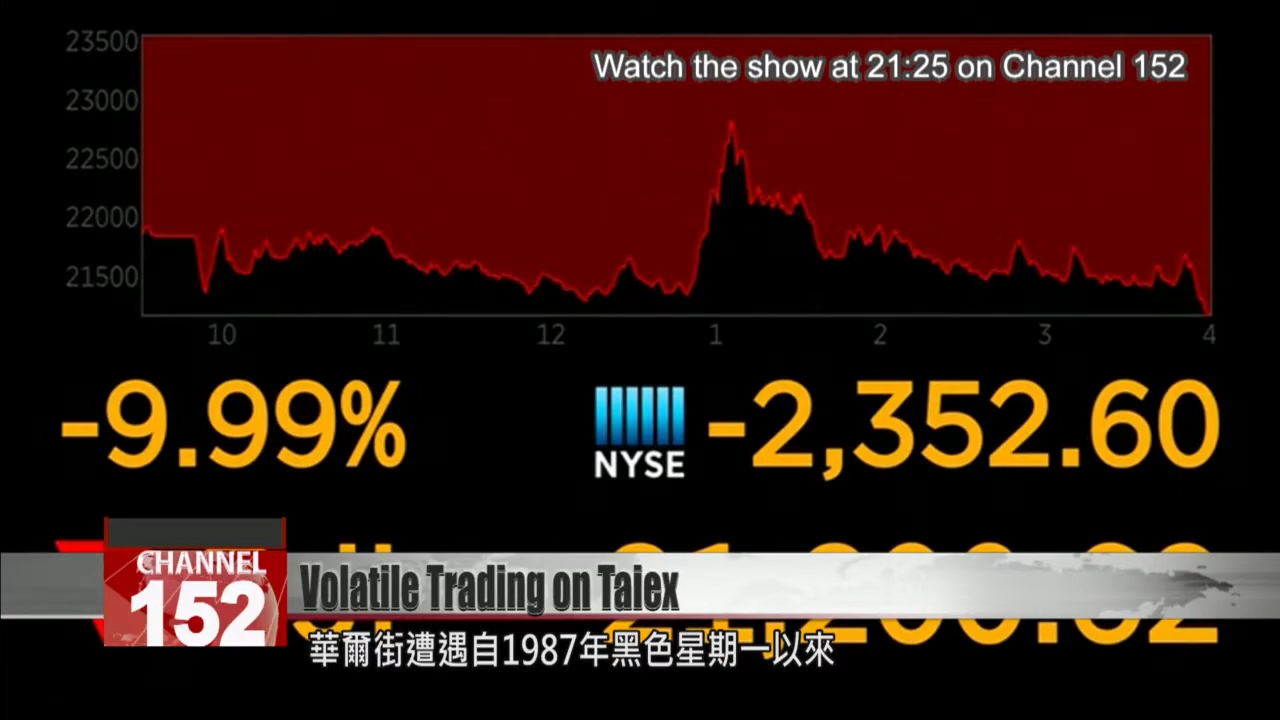 23500
Watch the show at 21:25 on Channel 152
23000
22500
22000
21500
10 11 12 1 2 3 4
-9.99%
NYSE
-2,352.60
CHANNEL
152
Volatile Trading on Taiex
華爾街遭遇自1987年黑色星期一以來